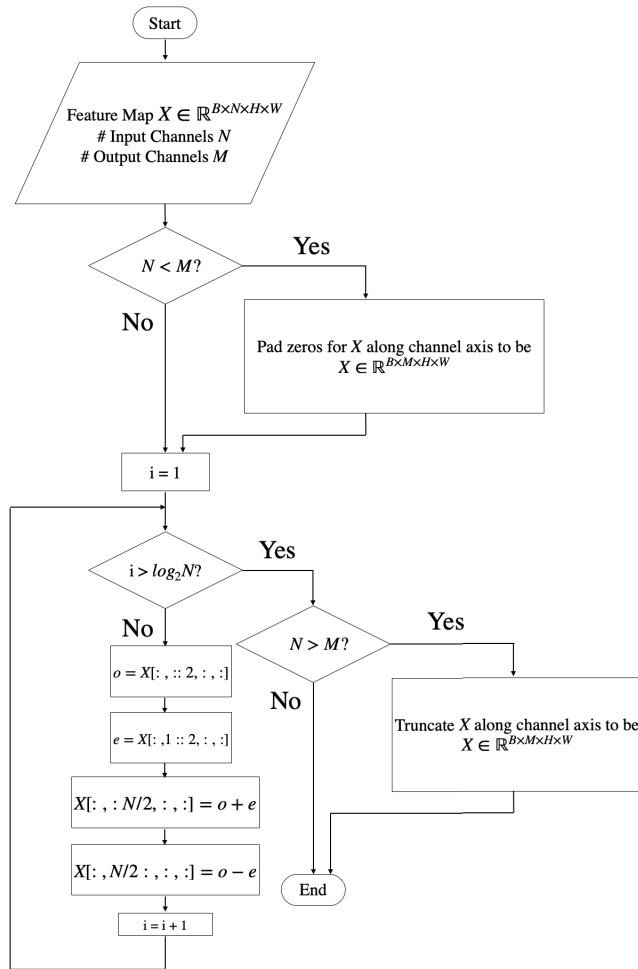 Start
Feature Map X ∈ ℝ^{B×N×H×W}
# Input Channels N
# Output Channels M
Yes
N < M?
No
Pad zeros for X along channel axis to be
X ∈ ℝ^{B×M×H×W}
i = 1
Yes
i > log₂N?
No
Yes
N > M?
No
o = X[: , :: 2, : , :]
e = X[: ,1 :: 2, : , :]
Truncate X along channel axis to be
X ∈ ℝ^{B×M×H×W}
X[: , : N/2, : , :] = o + e
X[: , N/2 : , : , :] = o − e
End
i = i + 1